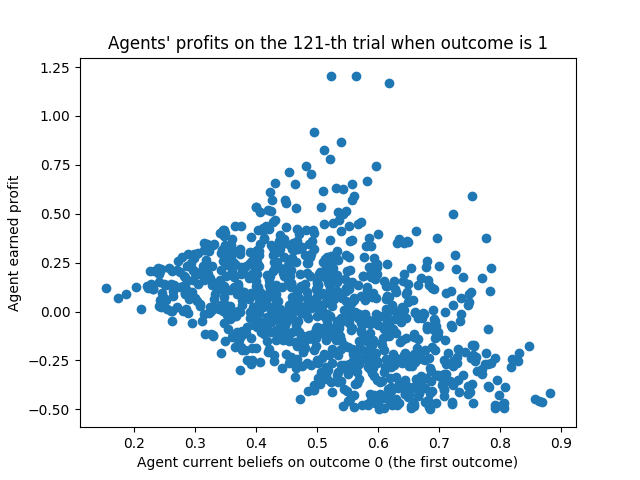 Agents' profits on the 121-th trial when outcome is 1
1.25
1.00
0.75
0.50
0.25
0.00
−0.25
−0.50
Agent earned profit
0.2 0.3 0.4 0.5 0.6 0.7 0.8 0.9
Agent current beliefs on outcome 0 (the first outcome)